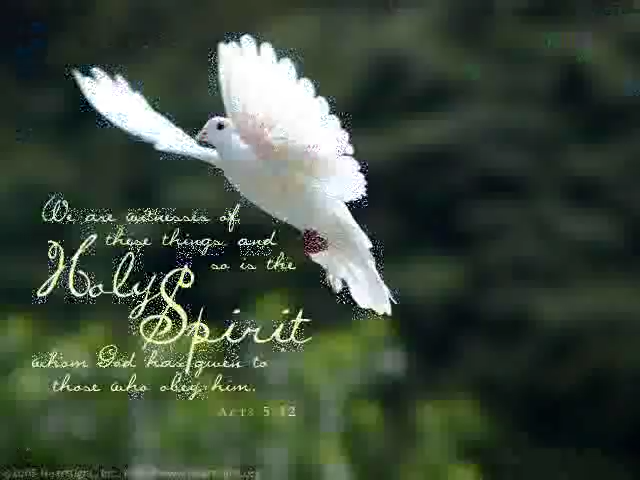 We are witnesses of
these things and
so is the
Holy Spirit
whom God has given to
those who obey him.
Acts 5:12